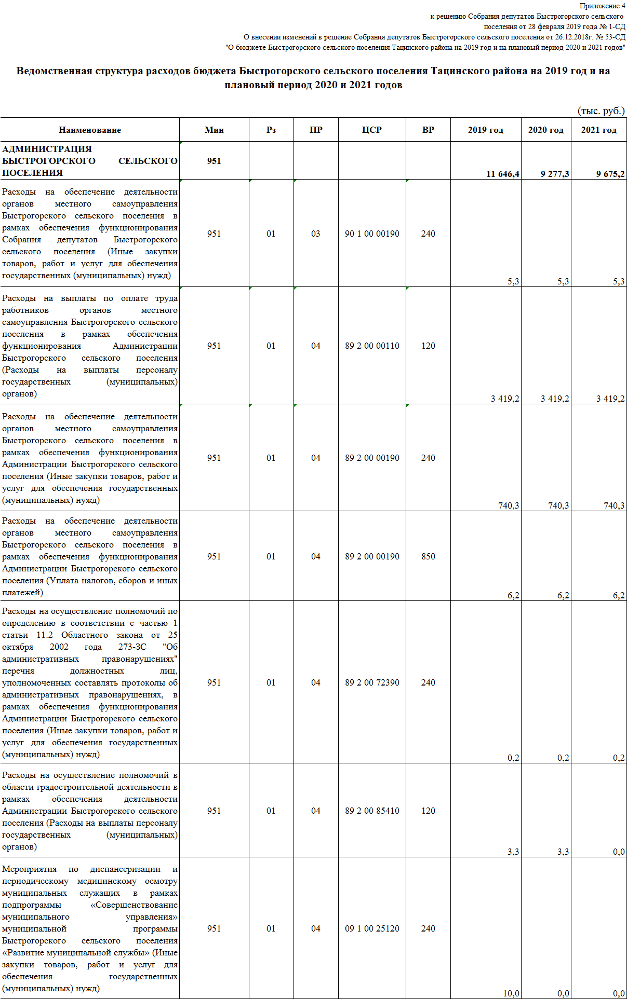 Приложение 4
к решению Собрания депутатов Быстрогорского сельского
поселения от 28 февраля 2019 года № 1-СД
О внесении изменений в решение Собрания депутатов Быстрогорского сельского поселения от 26.12.2018г. № 53-СД
"О бюджете Быстрогорского сельского поселения Тацинского района на 2019 год и на плановый период 2020 и 2021 годов"
Ведомственная структура расходов бюджета Быстрогорского сельского поселения Тацинского района на 2019 год и на
плановый период 2020 и 2021 годов
(тыс. руб.)
Наименование Мин Рз ПР ЦСР ВР 2019 год 2020 год 2021 год
АДМИНИСТРАЦИЯ
БЫСТРОГОРСКОГО СЕЛЬСКОГО
ПОСЕЛЕНИЯ
951
11 646,4 9 277,3 9 675,2
Расходы на обеспечение деятельности
органов местного самоуправления
Быстрогорского сельского поселения в
рамках обеспечения функционирования
Собрания депутатов Быстрогорского
сельского поселения (Иные закупки
товаров, работ и услуг для обеспечения
государственных (муниципальных) нужд)
951 01 03 90 1 00 00190 240
5,3 5,3 5,3
Расходы на выплаты по оплате труда
работников органов местного
самоуправления Быстрогорского сельского
поселения в рамках обеспечения
функционирования Администрации
Быстрогорского сельского поселения
(Расходы на выплаты персоналу
государственных (муниципальных)
органов)
951 01 04 89 2 00 00110 120
3 419,2 3 419,2 3 419,2
Расходы на обеспечение деятельности
органов местного самоуправления
Быстрогорского сельского поселения в
рамках обеспечения функционирования
Администрации Быстрогорского сельского
поселения (Иные закупки товаров, работ и
услуг для обеспечения государственных
(муниципальных) нужд)
951 01 04 89 2 00 00190 240
740,3 740,3 740,3
Расходы на обеспечение деятельности
органов местного самоуправления
Быстрогорского сельского поселения в
рамках обеспечения функционирования
Администрации Быстрогорского сельского
поселения (Уплата налогов, сборов и иных
платежей)
951 01 04 89 2 00 00190 850
6,2 6,2 6,2
Расходы на осуществление полномочий по
определению в соответствии с частью 1
статьи 11.2 Областного закона от 25
октября 2002 года 273-ЗС "Об
административных правонарушениях"
перечня должностных лиц,
уполномоченных составлять протоколы об
административных правонарушениях, в
рамках обеспечения функционирования
Администрации Быстрогорского сельского
поселения (Иные закупки товаров, работ и
услуг для обеспечения государственных
(муниципальных) нужд)
951 01 04 89 2 00 72390 240
0,2 0,2 0,2
Расходы на осуществление полномочий в
области градостроительной деятельности в
рамках обеспечения деятельности
Администрации Быстрогорского сельского
поселения (Расходы на выплаты персоналу
государственных (муниципальных)
органов)
951 01 04 89 2 00 85410 120
3,3 3,3 0,0
Мероприятия по диспансеризации и
периодическому медицинскому осмотру
муниципальных служащих в рамках
подпрограммы «Совершенствование
муниципального управления»
муниципальной программы
Быстрогорского сельского поселения
«Развитие муниципальной службы» (Иные
закупки товаров, работ и услуг для
обеспечения государственных
(муниципальных) нужд)
951 01 04 09 1 00 25120 240
10,0 0,0 0,0